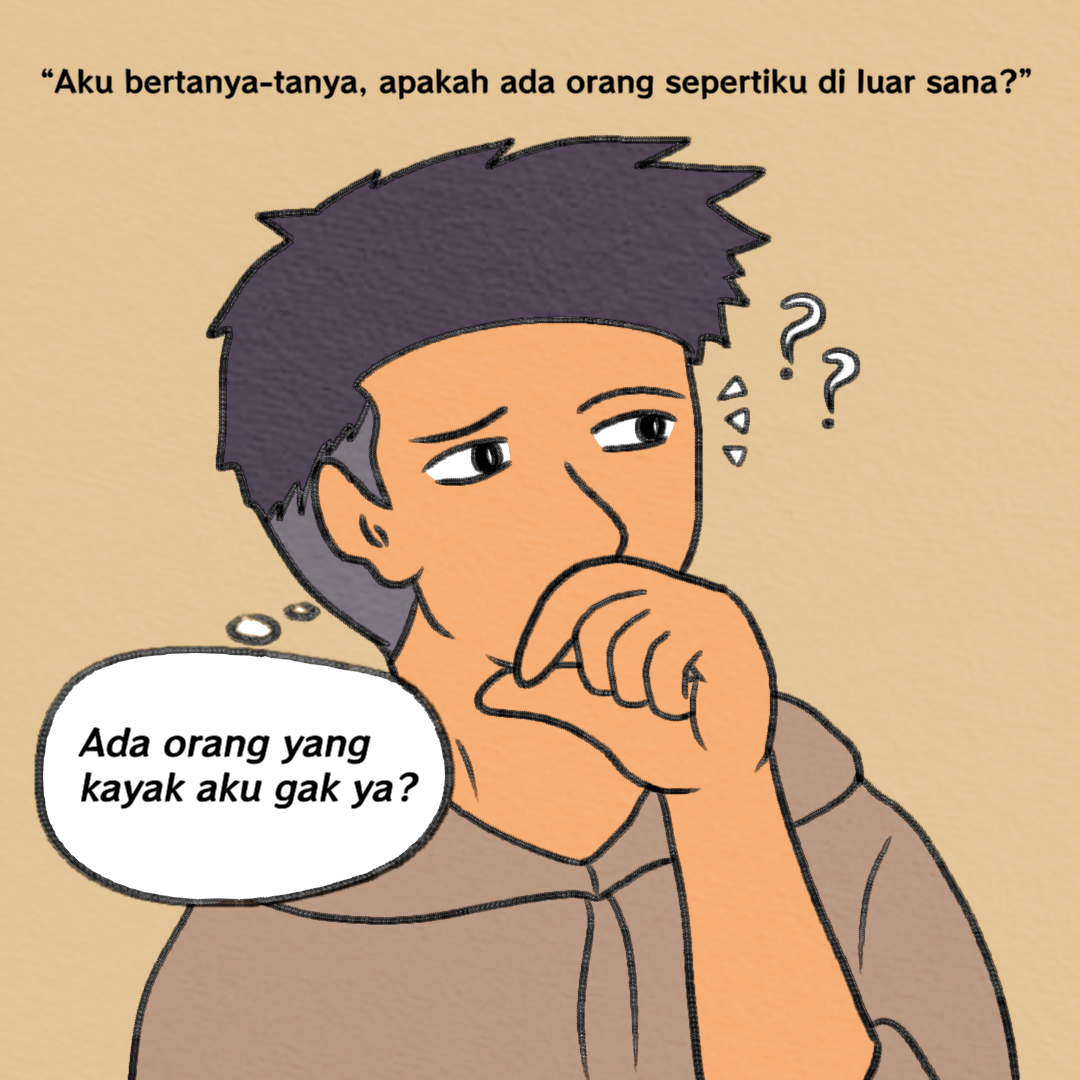 “Aku bertanya-tanya, apakah ada orang sepertiku di luar sana?”
? ?
Ada orang yang
kayak aku gak ya?